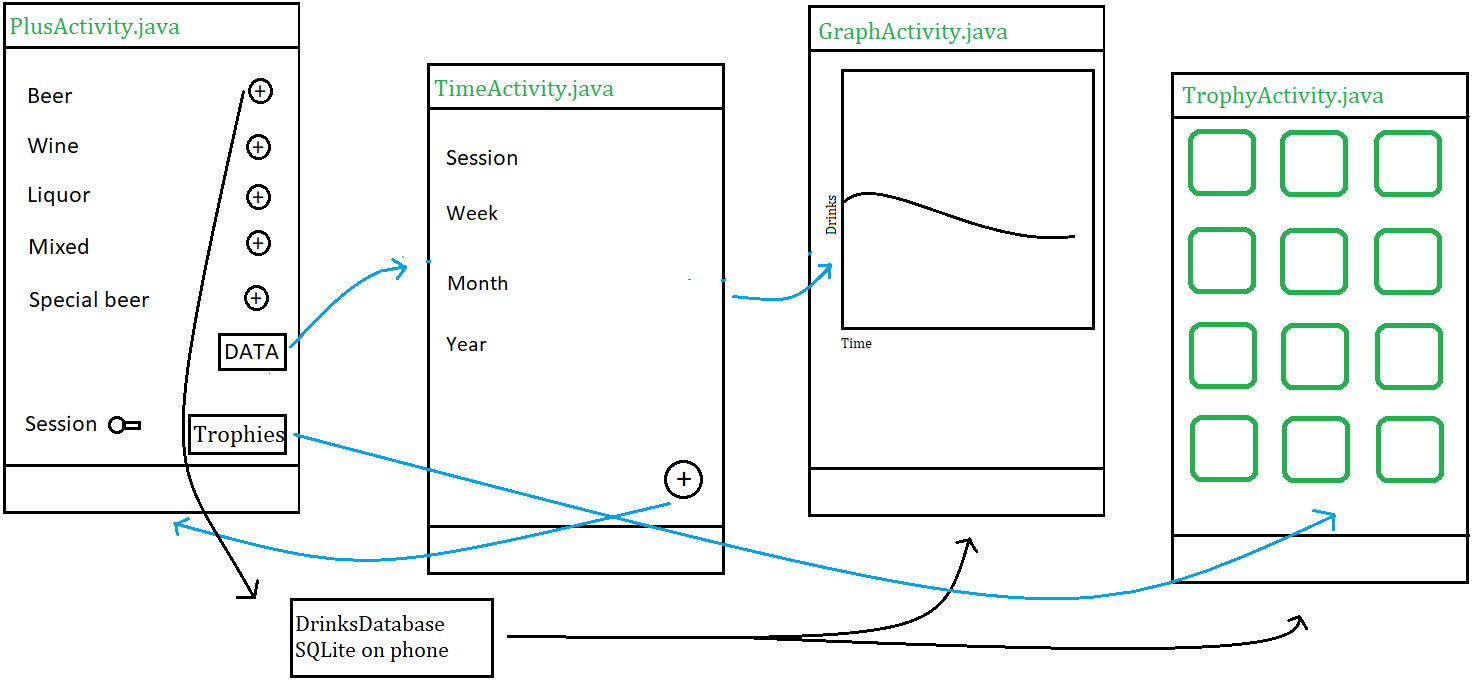 PlusActivity.java
Beer +
Wine +
Liquor +
Mixed +
Special beer +
DATA
Session
Trophies
TimeActivity.java
Session
Week
Month
Year
+
GraphActivity.java
Drinks
Time
TrophyActivity.java
DrinksDatabase
SQLite on phone